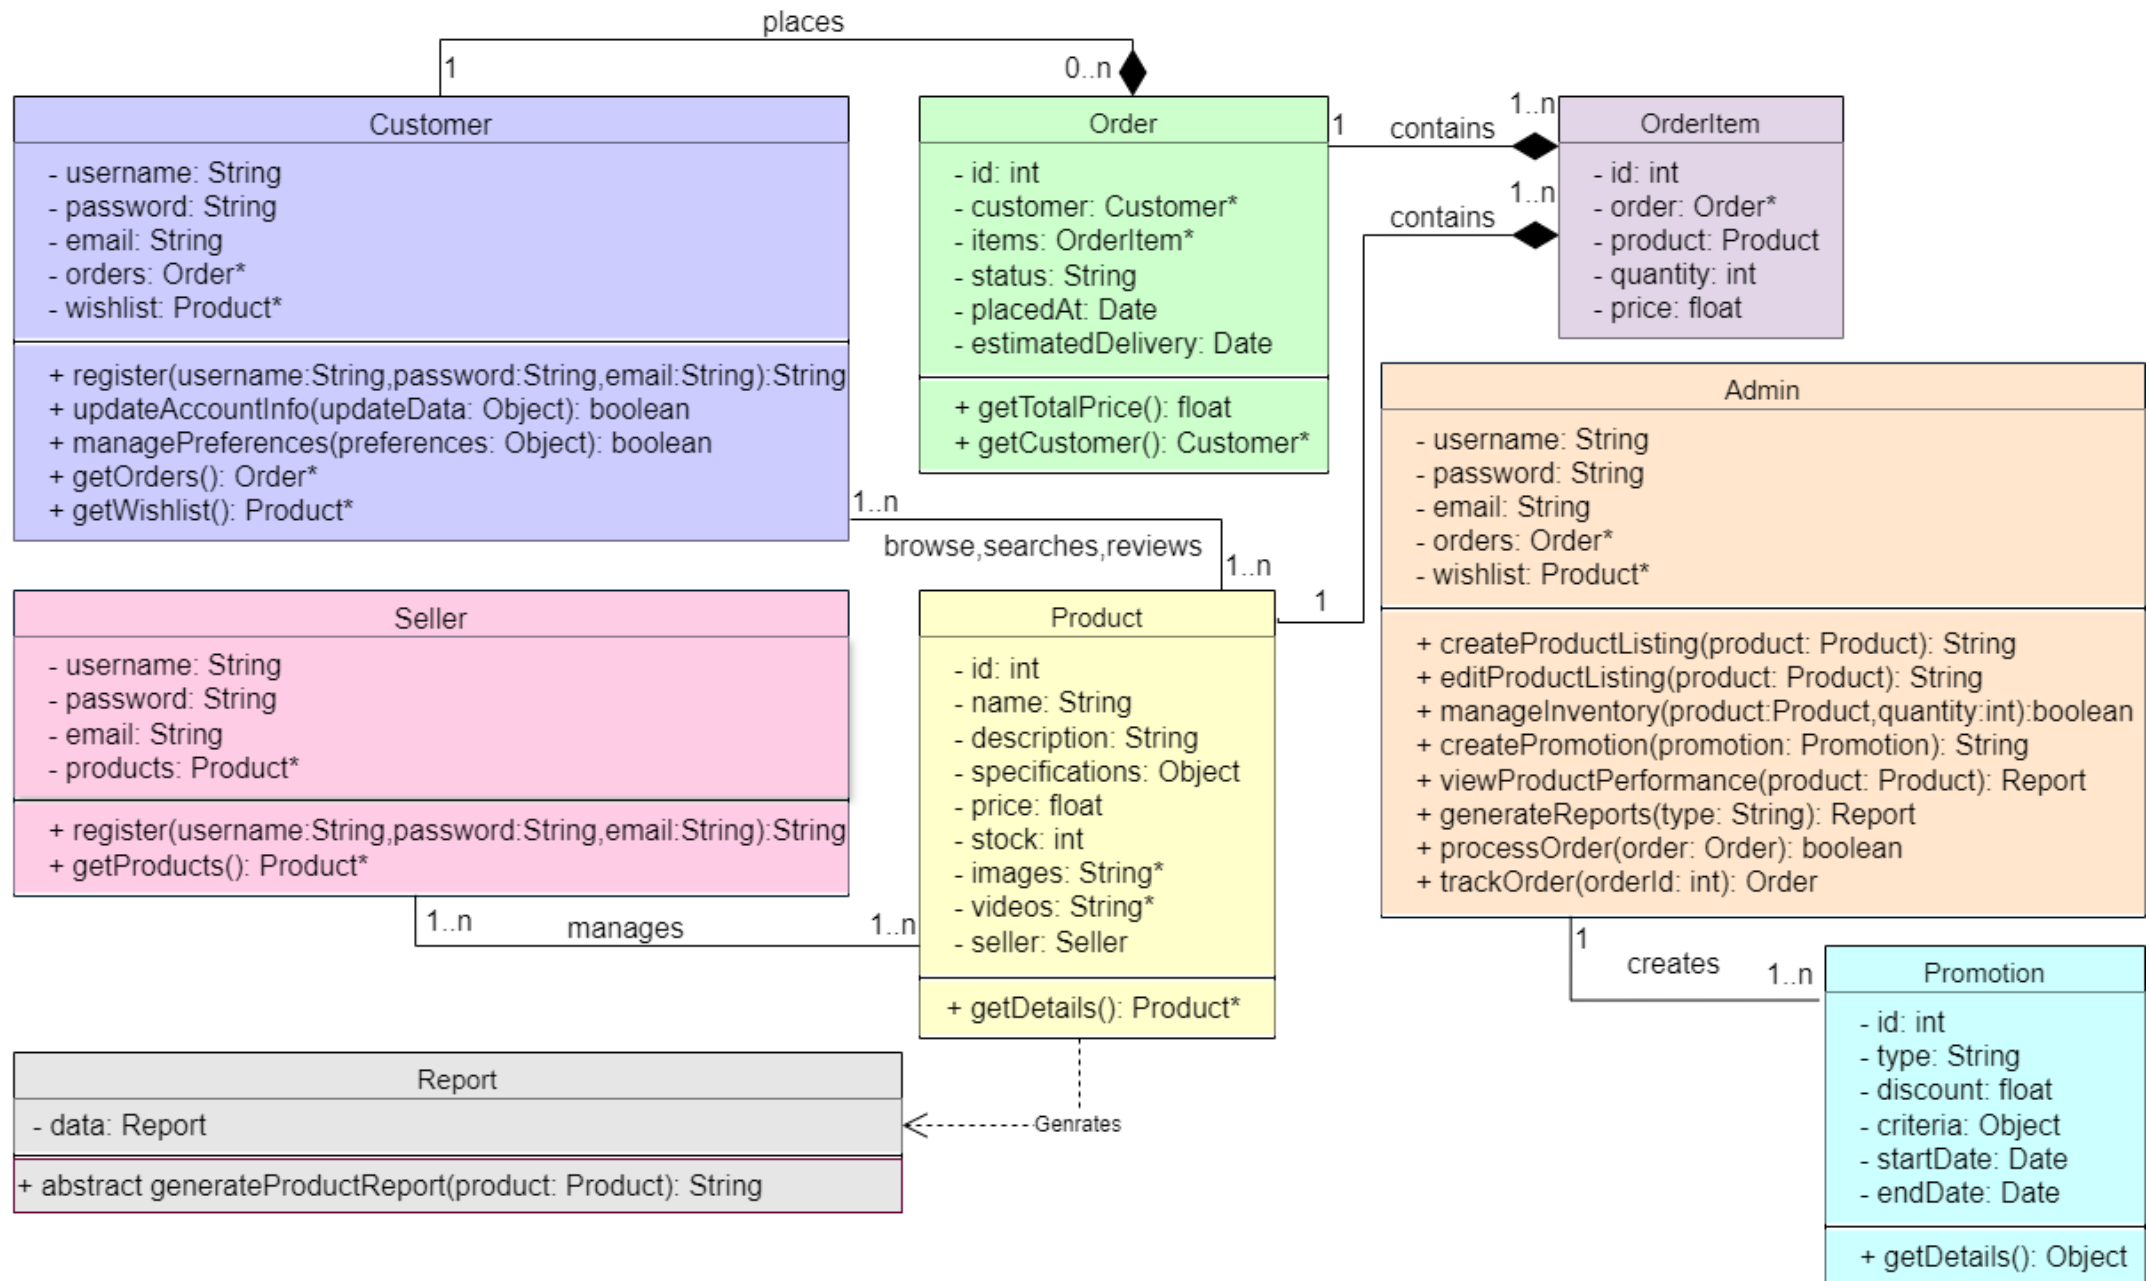 places
1
0..n
Customer
- username: String
- password: String
- email: String
- orders: Order*
- wishlist: Product*
+ register(username:String,password:String,email:String):String
+ updateAccountInfo(updateData: Object): boolean
+ managePreferences(preferences: Object): boolean
+ getOrders(): Order*
+ getWishlist(): Product*
Order
- id: int
- customer: Customer*
- items: OrderItem*
- status: String
- placedAt: Date
- estimatedDelivery: Date
+ getTotalPrice(): float
+ getCustomer(): Customer*
1
contains
1..n
contains
1..n
OrderItem
- id: int
- order: Order*
- product: Product
- quantity: int
- price: float
1..n
browse,searches,reviews
1..n
1
Admin
- username: String
- password: String
- email: String
- orders: Order*
- wishlist: Product*
+ createProductListing(product: Product): String
+ editProductListing(product: Product): String
+ manageInventory(product:Product,quantity:int):boolean
+ createPromotion(promotion: Promotion): String
+ viewProductPerformance(product: Product): Report
+ generateReports(type: String): Report
+ processOrder(order: Order): boolean
+ trackOrder(orderId: int): Order
Seller
- username: String
- password: String
- email: String
- products: Product*
+ register(username:String,password:String,email:String):String
+ getProducts(): Product*
1..n
manages
1..n
Product
- id: int
- name: String
- description: String
- specifications: Object
- price: float
- stock: int
- images: String*
- videos: String*
- seller: Seller
+ getDetails(): Product*
1
creates
1..n
Promotion
- id: int
- type: String
- discount: float
- criteria: Object
- startDate: Date
- endDate: Date
+ getDetails(): Object
Report
- data: Report
+ abstract generateProductReport(product: Product): String
Genrates